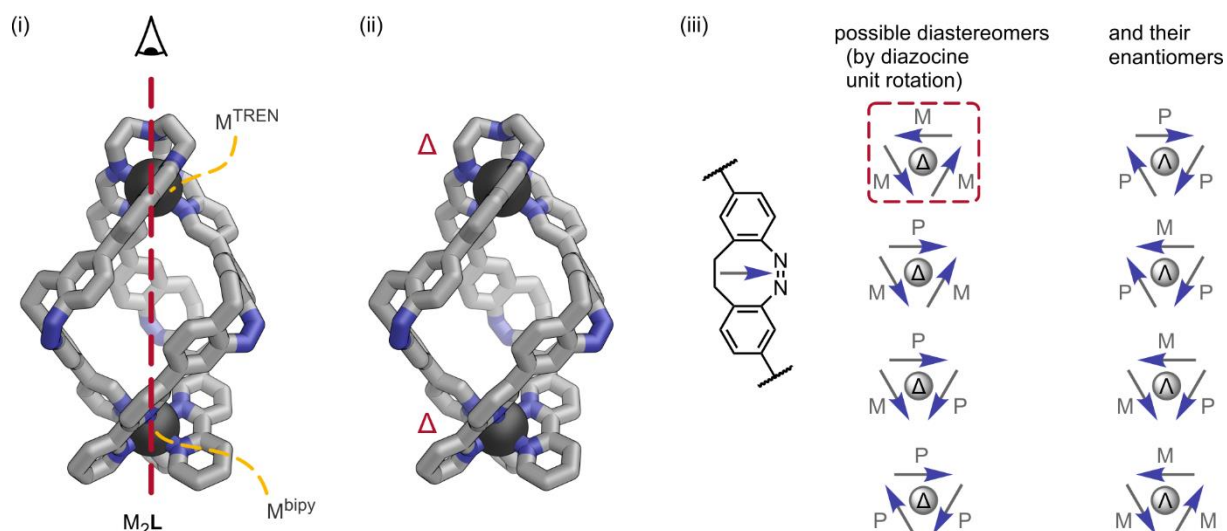 (i)
M^TREN
M^bipy
M₂L
(ii)
Δ
Δ
(iii)
N
N
possible diastereomers
(by diazocine
unit rotation)
and their
enantiomers
M
Δ
M M
P
Λ
P P
P
Δ
M M
M
Λ
P P
P
Δ
M P
M
Λ
M P
P
Δ
P P
M
Λ
M M